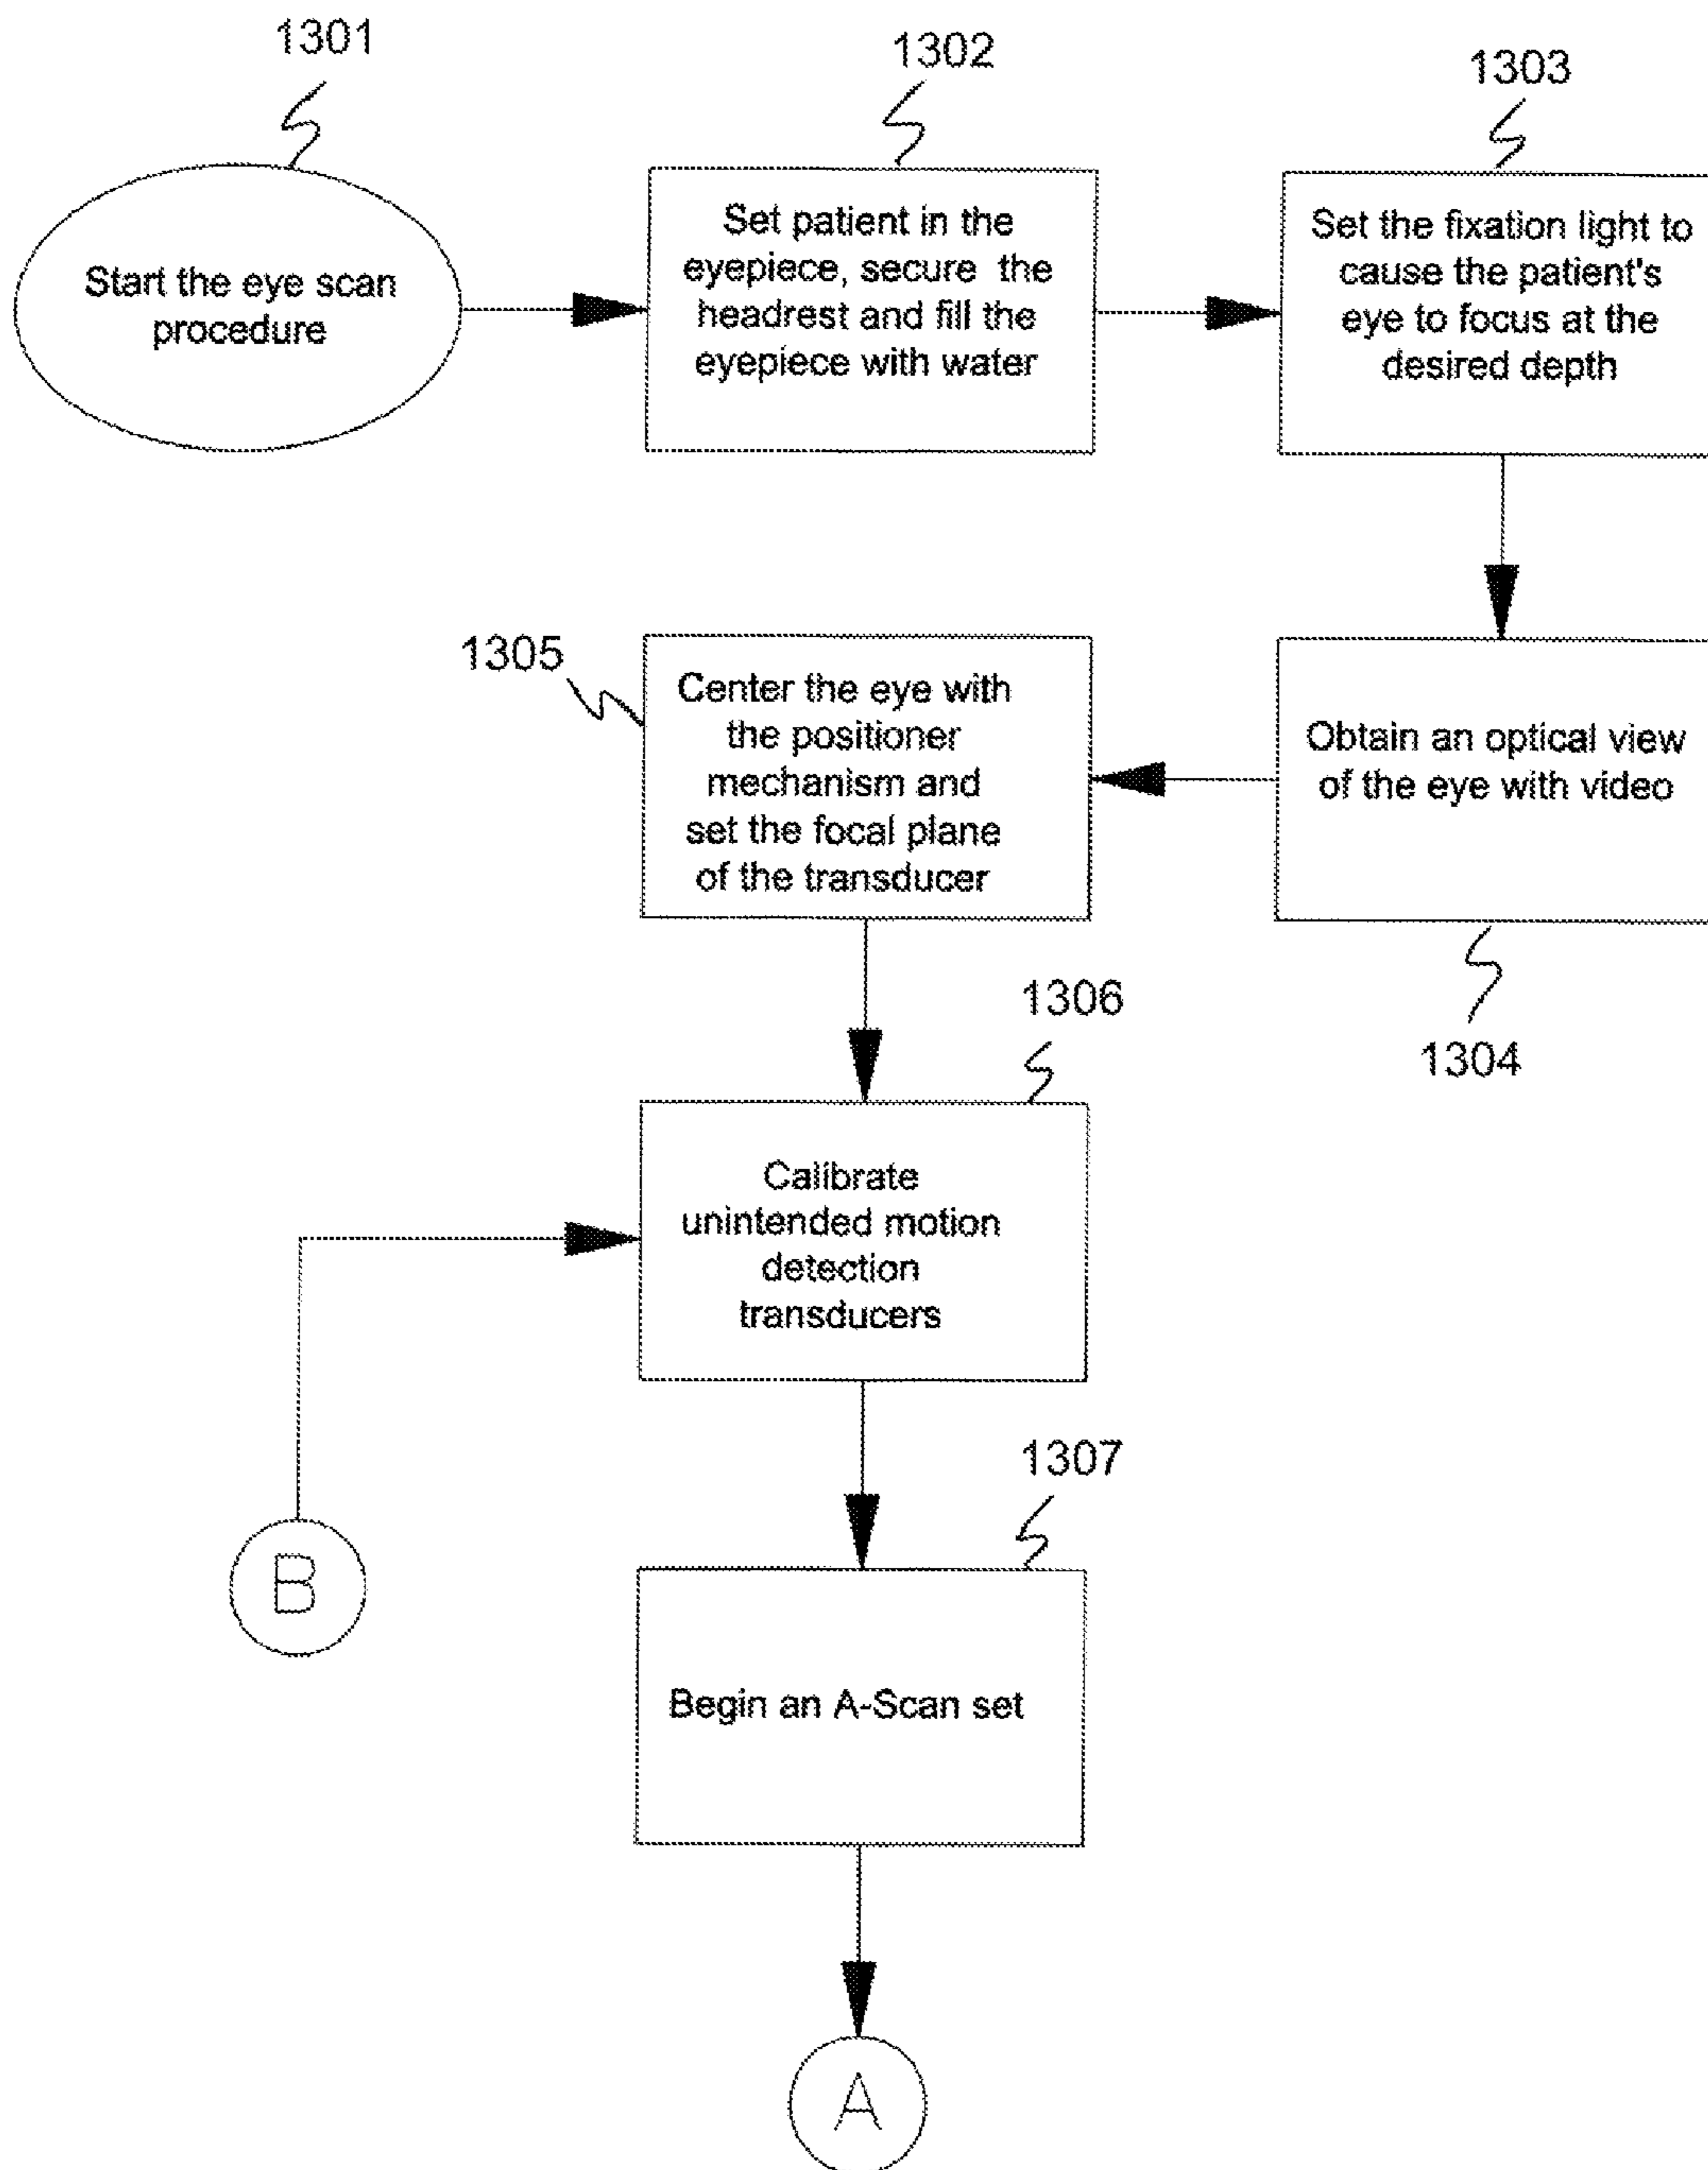 1301
Start the eye scan
procedure
1302
Set patient in the
eyepiece, secure the
headrest and fill the
eyepiece with water
1303
Set the fixation light to
cause the patient's
eye to focus at the
desired depth
Obtain an optical view
of the eye with video
1304
1305
Center the eye with
the positioner
mechanism and
set the focal plane
of the transducer
1306
Calibrate
unintended motion
detection
transducers
B
1307
Begin an A-Scan set
A